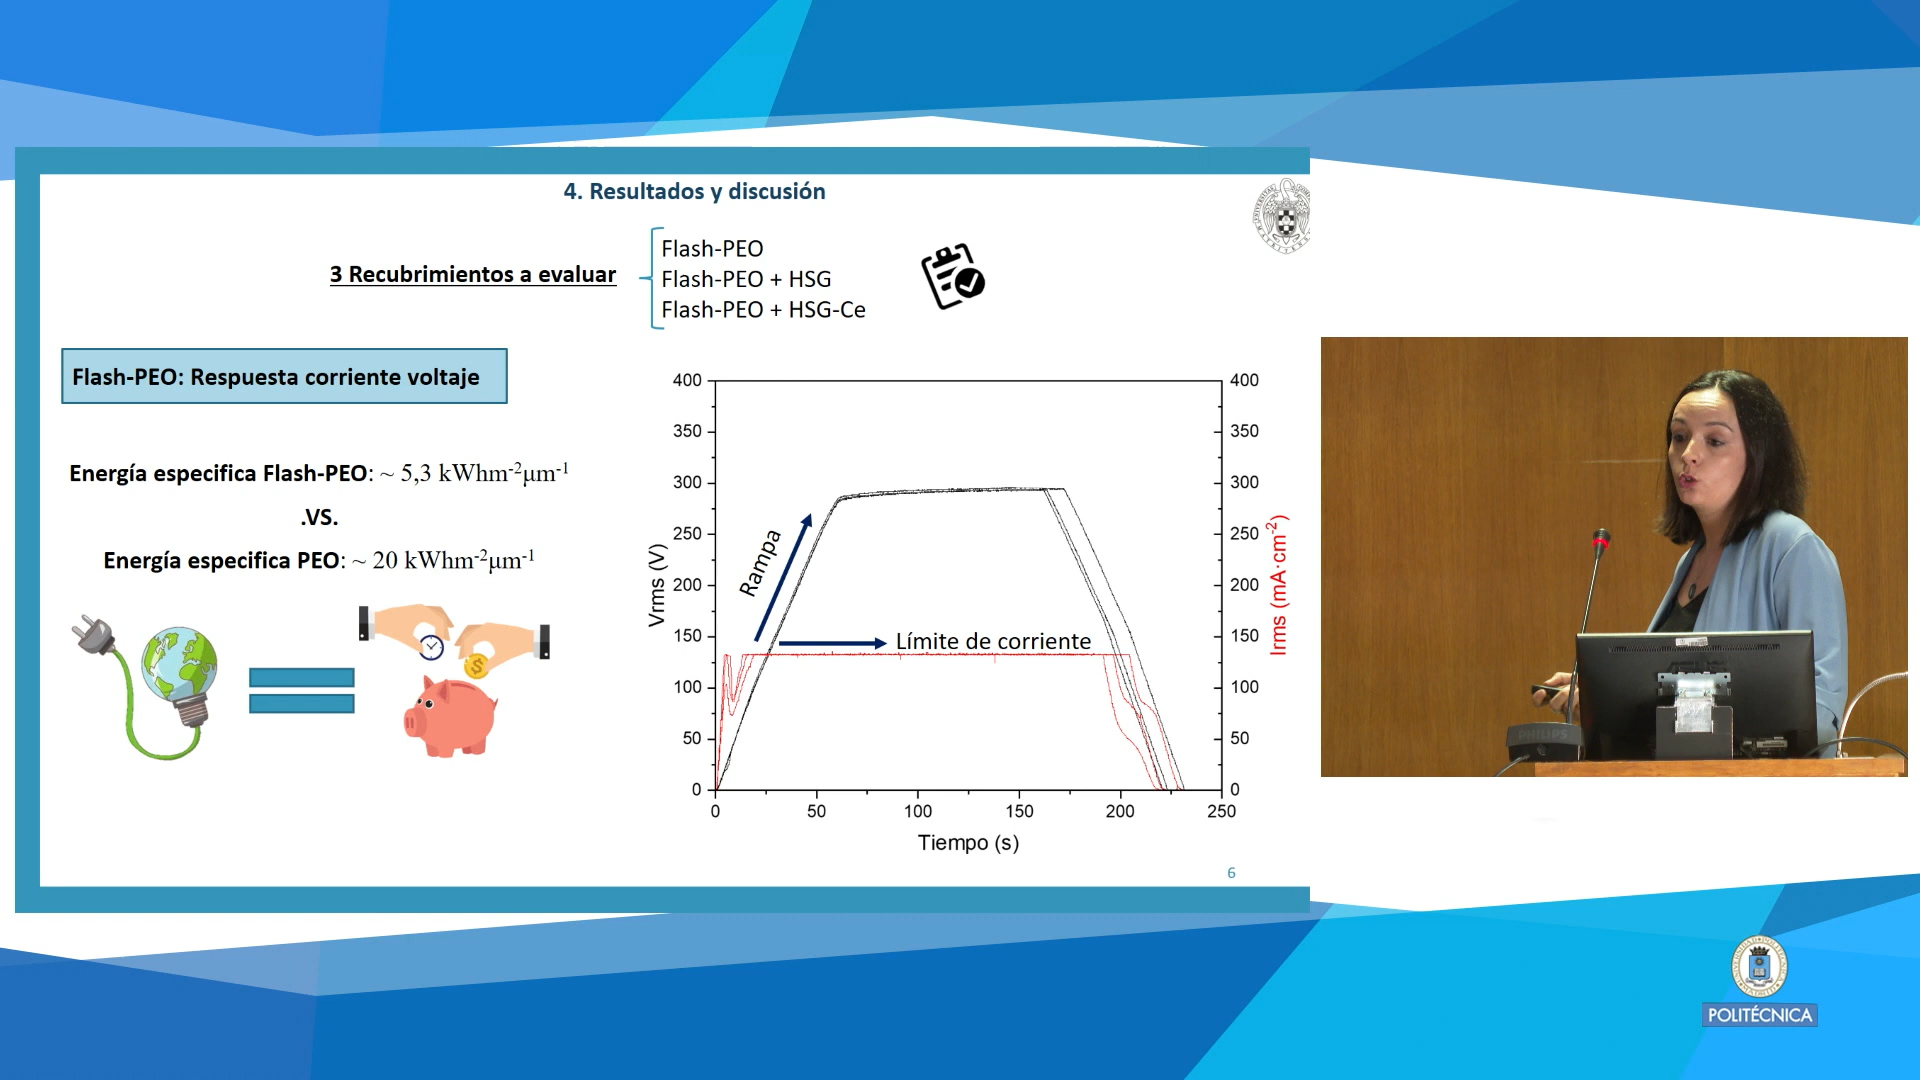 4. Resultados y discusión
3 Recubrimientos a evaluar
Flash-PEO
Flash-PEO + HSG
Flash-PEO + HSG-Ce
Flash-PEO: Respuesta corriente voltaje
Energía especifica Flash-PEO: ~ 5,3 kWhm⁻²µm⁻¹
.VS.
Energía especifica PEO: ~ 20 kWhm⁻²µm⁻¹
$
400
350
300
250
200
150
100
50
0
Vrms (V)
Rampa
Límite de corriente
400
350
300
250
200
150
100
50
0
Irms (mA·cm⁻²)
0 50 100 150 200 250
Tiempo (s)
6
PHILIPS
POLITÉCNICA